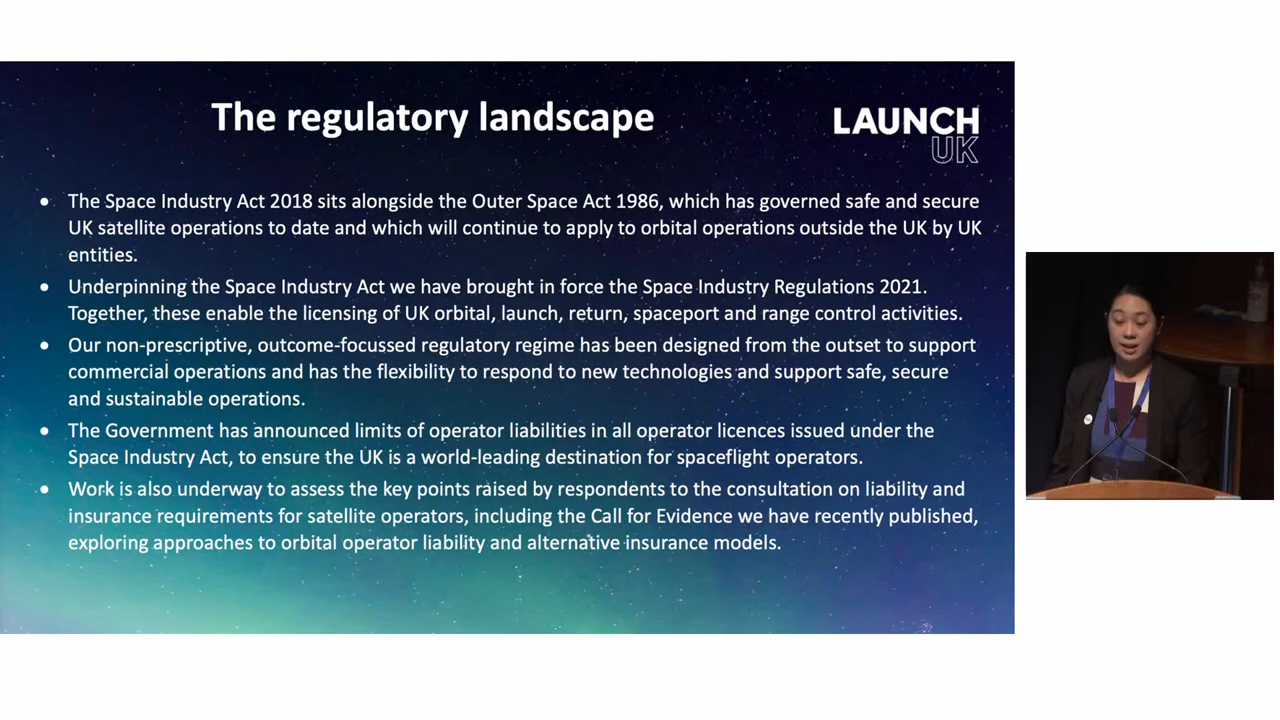 The regulatory landscape
LAUNCH
UK
• The Space Industry Act 2018 sits alongside the Outer Space Act 1986, which has governed safe and secure
UK satellite operations to date and which will continue to apply to orbital operations outside the UK by UK
entities.
• Underpinning the Space Industry Act we have brought in force the Space Industry Regulations 2021.
Together, these enable the licensing of UK orbital, launch, return, spaceport and range control activities.
• Our non-prescriptive, outcome-focussed regulatory regime has been designed from the outset to support
commercial operations and has the flexibility to respond to new technologies and support safe, secure
and sustainable operations.
• The Government has announced limits of operator liabilities in all operator licences issued under the
Space Industry Act, to ensure the UK is a world-leading destination for spaceflight operators.
• Work is also underway to assess the key points raised by respondents to the consultation on liability and
insurance requirements for satellite operators, including the Call for Evidence we have recently published,
exploring approaches to orbital operator liability and alternative insurance models.